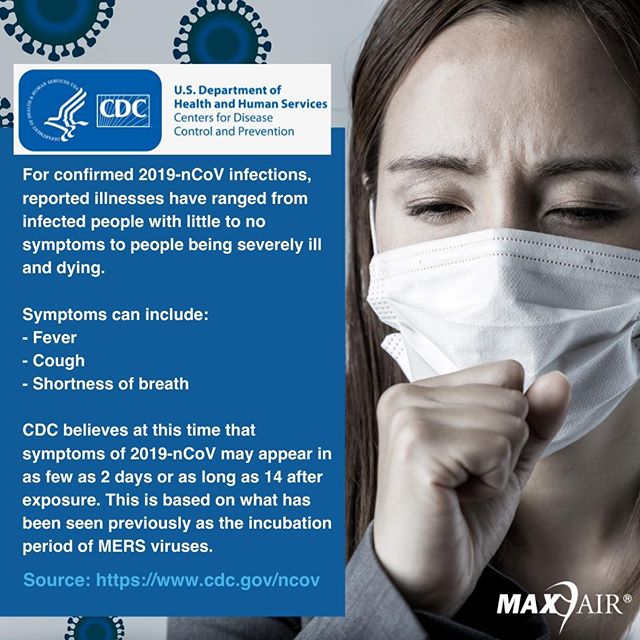 CDC
U.S. Department of
Health and Human Services
Centers for Disease
Control and Prevention
For confirmed 2019-nCoV infections,
reported illnesses have ranged from
infected people with little to no
symptoms to people being severely ill
and dying.
Symptoms can include:
- Fever
- Cough
- Shortness of breath
CDC believes at this time that
symptoms of 2019-nCoV may appear in
as few as 2 days or as long as 14 after
exposure. This is based on what has
been seen previously as the incubation
period of MERS viruses.
Source: https://www.cdc.gov/ncov
MAXAIR®